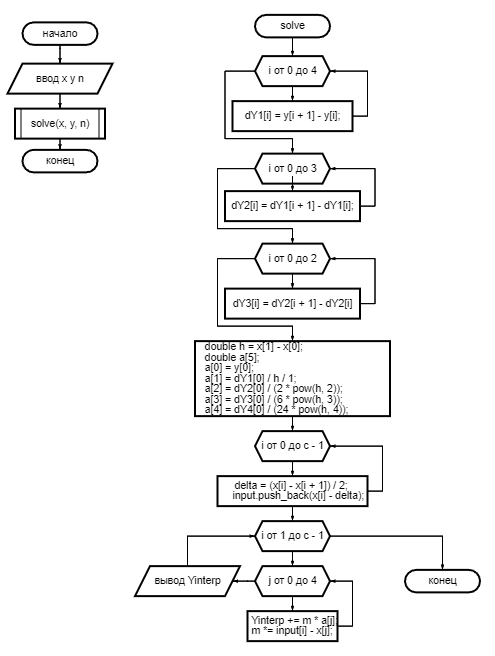 начало
ввод x y n
solve(x, y, n)
конец
solve
i от 0 до 4
dY1[i] = y[i + 1] - y[i];
i от 0 до 3
dY2[i] = dY1[i + 1] - dY1[i];
i от 0 до 2
dY3[i] = dY2[i + 1] - dY2[i]
double h = x[1] - x[0];
double a[5];
a[0] = y[0];
a[1] = dY1[0] / h / 1;
a[2] = dY2[0] / (2 * pow(h, 2));
a[3] = dY3[0] / (6 * pow(h, 3));
a[4] = dY4[0] / (24 * pow(h, 4));
i от 0 до c - 1
delta = (x[i] - x[i + 1]) / 2;
input.push_back(x[i] - delta);
i от 1 до c - 1
конец
вывод Yinterp
j от 0 до 4
Yinterp += m * a[j];
m *= input[i] - x[j];